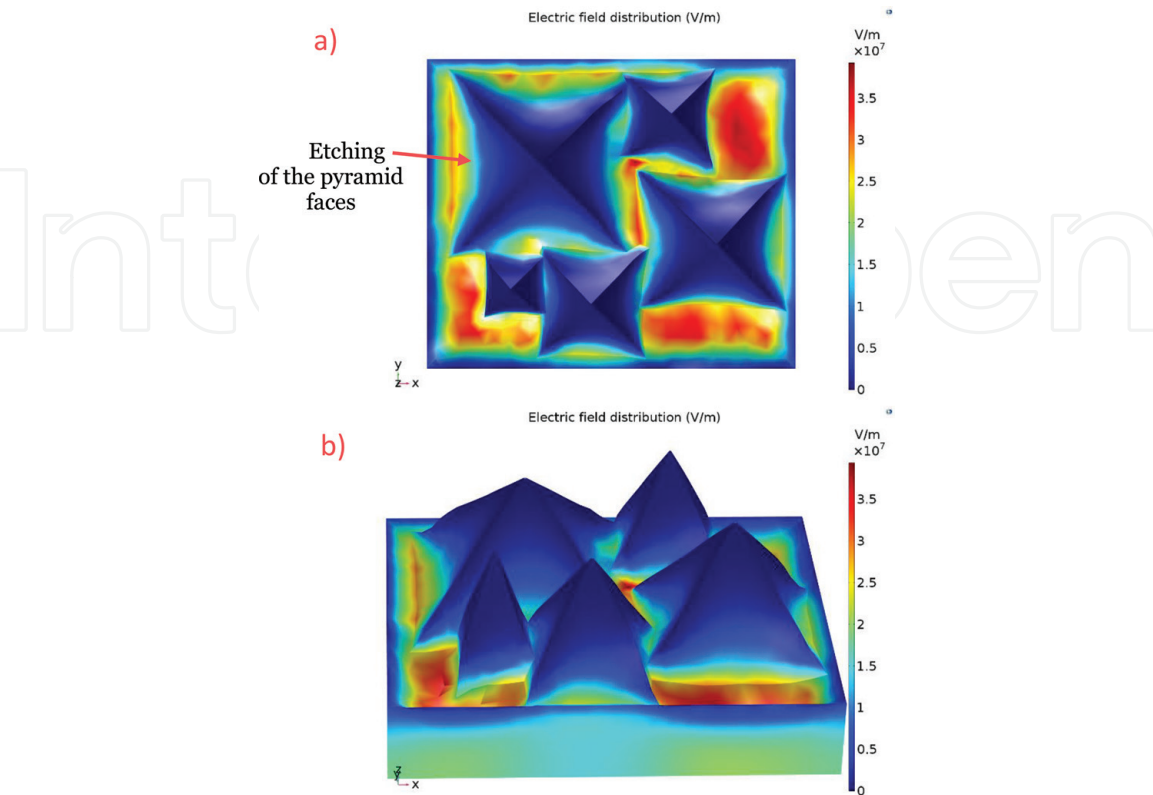 Electric field distribution (V/m)
a)
V/m
×10⁷
3.5
3
2.5
2
1.5
1
0.5
0
Etching
of the pyramid
faces
y
z x
Electric field distribution (V/m)
b)
V/m
×10⁷
3.5
3
2.5
2
1.5
1
0.5
0
z
y
x